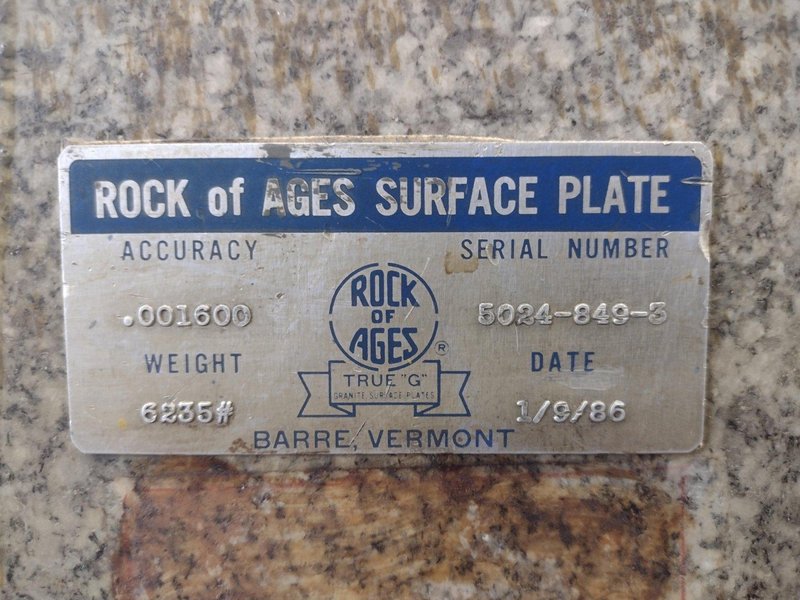 ROCK of AGES SURFACE PLATE
ACCURACY SERIAL NUMBER
.001600 5024-849-3
ROCK
OF
AGES ®
WEIGHT DATE
TRUE "G"
GRANITE SURFACE PLATES
6235# 1/9/86
BARRE, VERMONT